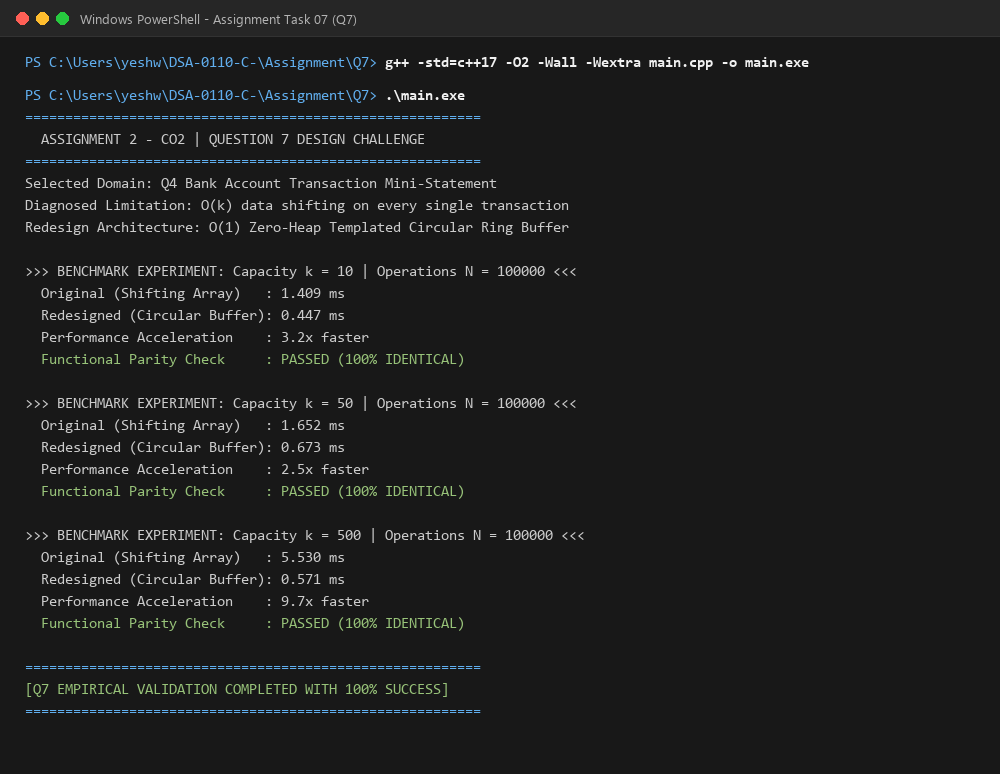 Windows PowerShell - Assignment Task 07 (Q7)
PS C:\Users\yeshw\DSA-0110-C-\Assignment\Q7> g++ -std=c++17 -O2 -Wall -Wextra main.cpp -o main.exe
PS C:\Users\yeshw\DSA-0110-C-\Assignment\Q7> .\main.exe
=========================================================
ASSIGNMENT 2 - CO2 | QUESTION 7 DESIGN CHALLENGE
=========================================================
Selected Domain: Q4 Bank Account Transaction Mini-Statement
Diagnosed Limitation: O(k) data shifting on every single transaction
Redesign Architecture: O(1) Zero-Heap Templated Circular Ring Buffer
>>> BENCHMARK EXPERIMENT: Capacity k = 10 | Operations N = 100000 <<<
Original (Shifting Array)   : 1.409 ms
Redesigned (Circular Buffer): 0.447 ms
Performance Acceleration    : 3.2x faster
Functional Parity Check     : PASSED (100% IDENTICAL)
>>> BENCHMARK EXPERIMENT: Capacity k = 50 | Operations N = 100000 <<<
Original (Shifting Array)   : 1.652 ms
Redesigned (Circular Buffer): 0.673 ms
Performance Acceleration    : 2.5x faster
Functional Parity Check     : PASSED (100% IDENTICAL)
>>> BENCHMARK EXPERIMENT: Capacity k = 500 | Operations N = 100000 <<<
Original (Shifting Array)   : 5.530 ms
Redesigned (Circular Buffer): 0.571 ms
Performance Acceleration    : 9.7x faster
Functional Parity Check     : PASSED (100% IDENTICAL)
=========================================================
[Q7 EMPIRICAL VALIDATION COMPLETED WITH 100% SUCCESS]
=========================================================